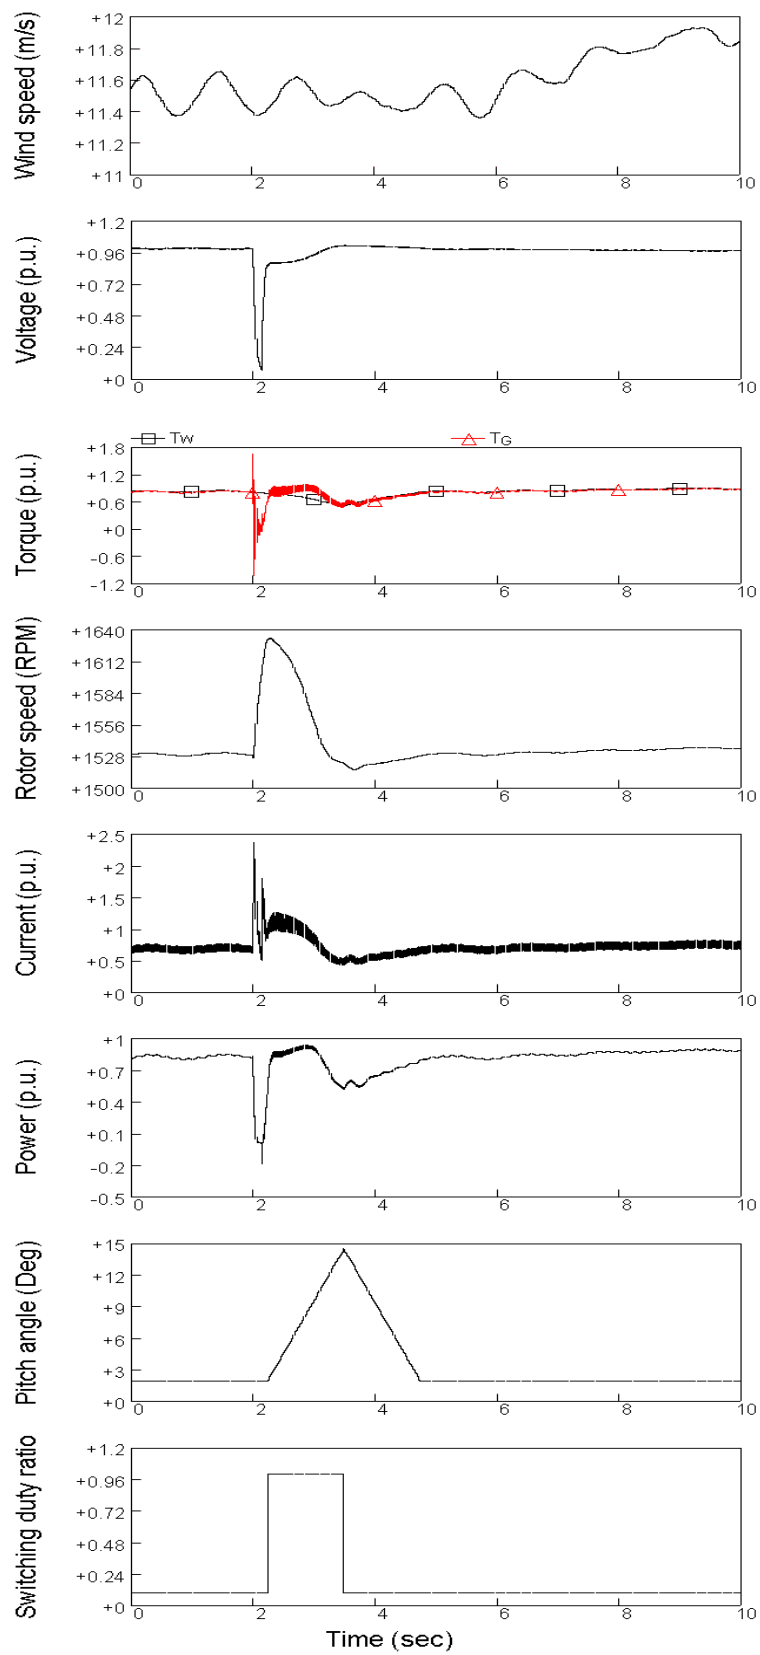 Wind speed (m/s)
+12
+11.8
+11.6
+11.4
+11.2
+11
0 2 4 6 8 10
Voltage (p.u.)
+1.2
+0.96
+0.72
+0.48
+0.24
+0
0 2 4 6 8 10
Tw TG
Torque (p.u.)
+1.8
+1.2
+0.6
+0
-0.6
-1.2
0 2 4 6 8 10
Rotor speed (RPM)
+1640
+1612
+1584
+1556
+1528
+1500
0 2 4 6 8 10
Current (p.u.)
+2.5
+2
+1.5
+1
+0.5
+0
0 2 4 6 8 10
Power (p.u.)
+1
+0.7
+0.4
+0.1
-0.2
-0.5
0 2 4 6 8 10
Pitch angle (Deg)
+15
+12
+9
+6
+3
+0
0 2 4 6 8 10
Switching duty ratio
+1.2
+0.96
+0.72
+0.48
+0.24
+0
0 2 4 6 8 10
Time (sec)